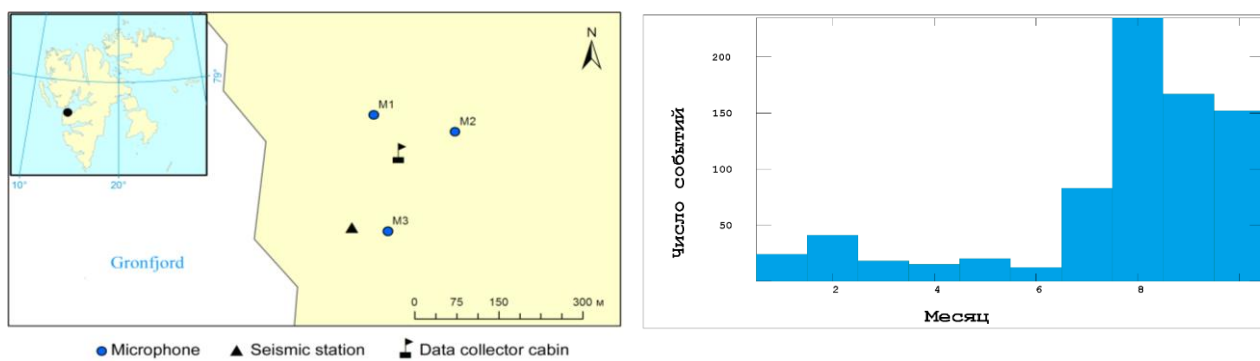 N
79°
10°
20°
M1
M2
M3
Gronfjord
0 75 150 300 м
Microphone Seismic station Data collector cabin
Число событий
200
150
100
50
2 4 6 8
Месяц